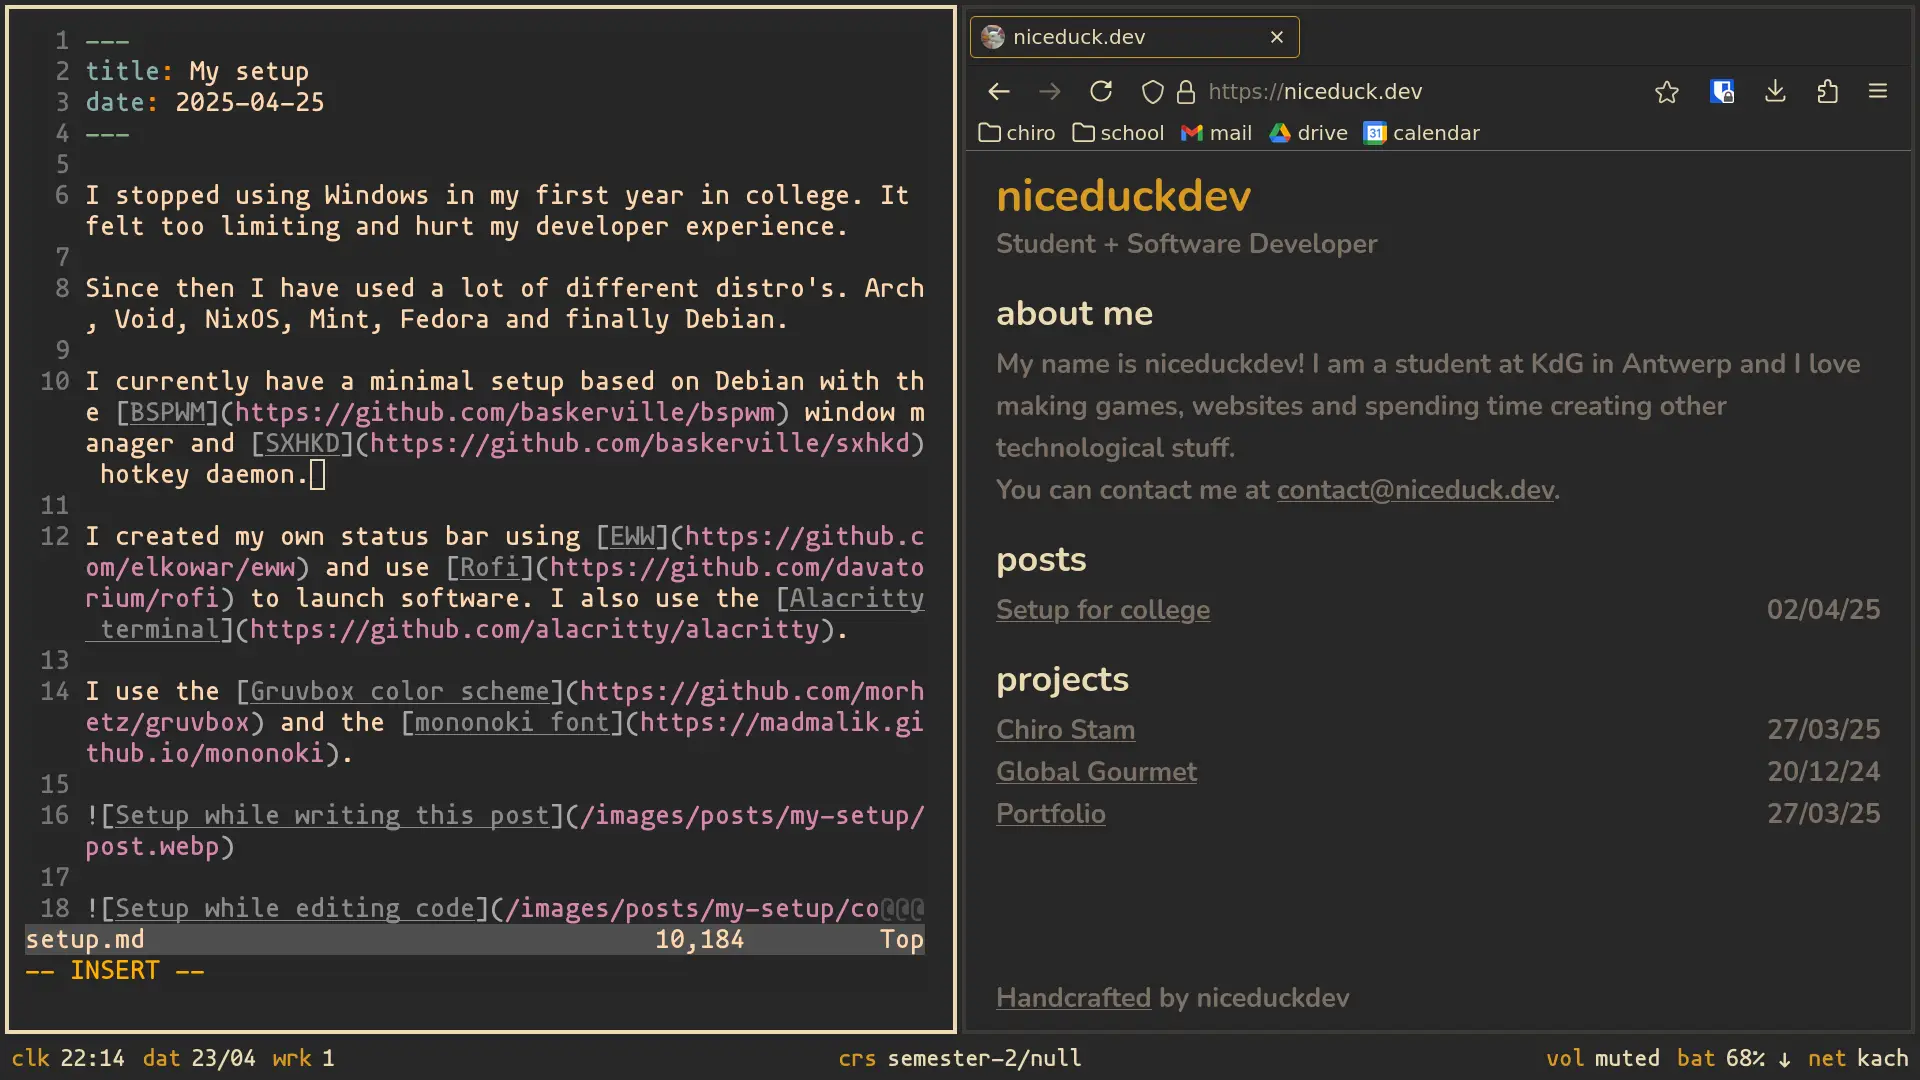 1 ---
2 title: My setup
3 date: 2025-04-25
4 ---
5
6 I stopped using Windows in my first year in college. It
felt too limiting and hurt my developer experience.
7
8 Since then I have used a lot of different distro's. Arch
, Void, NixOS, Mint, Fedora and finally Debian.
9
10 I currently have a minimal setup based on Debian with th
e [BSPWM](https://github.com/baskerville/bspwm) window m
anager and [SXHKD](https://github.com/baskerville/sxhkd)
hotkey daemon.
11
12 I created my own status bar using [EWW](https://github.c
om/elkowar/eww) and use [Rofi](https://github.com/davato
rium/rofi) to launch software. I also use the [Alacritty
terminal](https://github.com/alacritty/alacritty).
13
14 I use the [Gruvbox color scheme](https://github.com/morh
etz/gruvbox) and the [mononoki font](https://madmalik.gi
thub.io/mononoki).
15
16 ![Setup while writing this post](/images/posts/my-setup/
post.webp)
17
18 ![Setup while editing code](/images/posts/my-setup/co@@@
setup.md 10,184 Top
-- INSERT --
niceduck.dev
https://niceduck.dev
chiro school mail drive 31 calendar
niceduckdev
Student + Software Developer
about me
My name is niceduckdev! I am a student at KdG in Antwerp and I love
making games, websites and spending time creating other
technological stuff.
You can contact me at contact@niceduck.dev.
posts
Setup for college 02/04/25
projects
Chiro Stam 27/03/25
Global Gourmet 20/12/24
Portfolio 27/03/25
Handcrafted by niceduckdev
clk 22:14 dat 23/04 wrk 1 crs semester-2/null vol muted bat 68% ↓ net kach